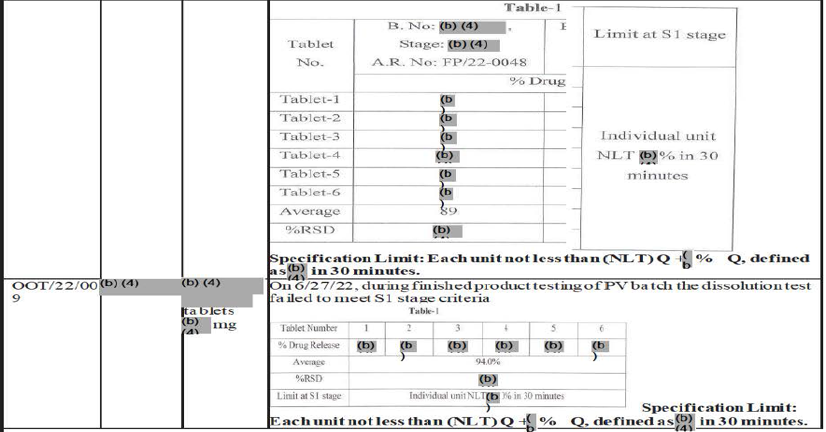 Table-1
Tablet No.
B. No: (b) (4)
Stage: (b) (4)
A.R. No: FP/22-0048
Limit at S1 stage
% Drug
Tablet-1 (b)
Tablet-2 (b)
Tablet-3 (b)
Tablet-4 (b)
Tablet-5 (b)
Tablet-6 (b)
Average 89
%RSD (b)
Individual unit
NLT (b) % in 30
minutes
Specification Limit: Each unit not less than (NLT) Q + (b % Q, defined
as (b) (4) in 30 minutes.
OOT/22/00
9
(b) (4)
(b) (4)
tablets
(b) (4) mg
On 6/27/22, during finished product testing of PV batch the dissolution test
failed to meet S1 stage criteria
Table-1
Tablet Number 1 2 3 4 5 6
% Drug Release (b) (b) (b) (b) (b) (b)
Average 94.0%
%RSD (b)
Limit at S1 stage Individual unit NLT (b) % in 30 minutes
Specification Limit:
Each unit not less than (NLT) Q + (b % Q, defined as (b) (4) in 30 minutes.